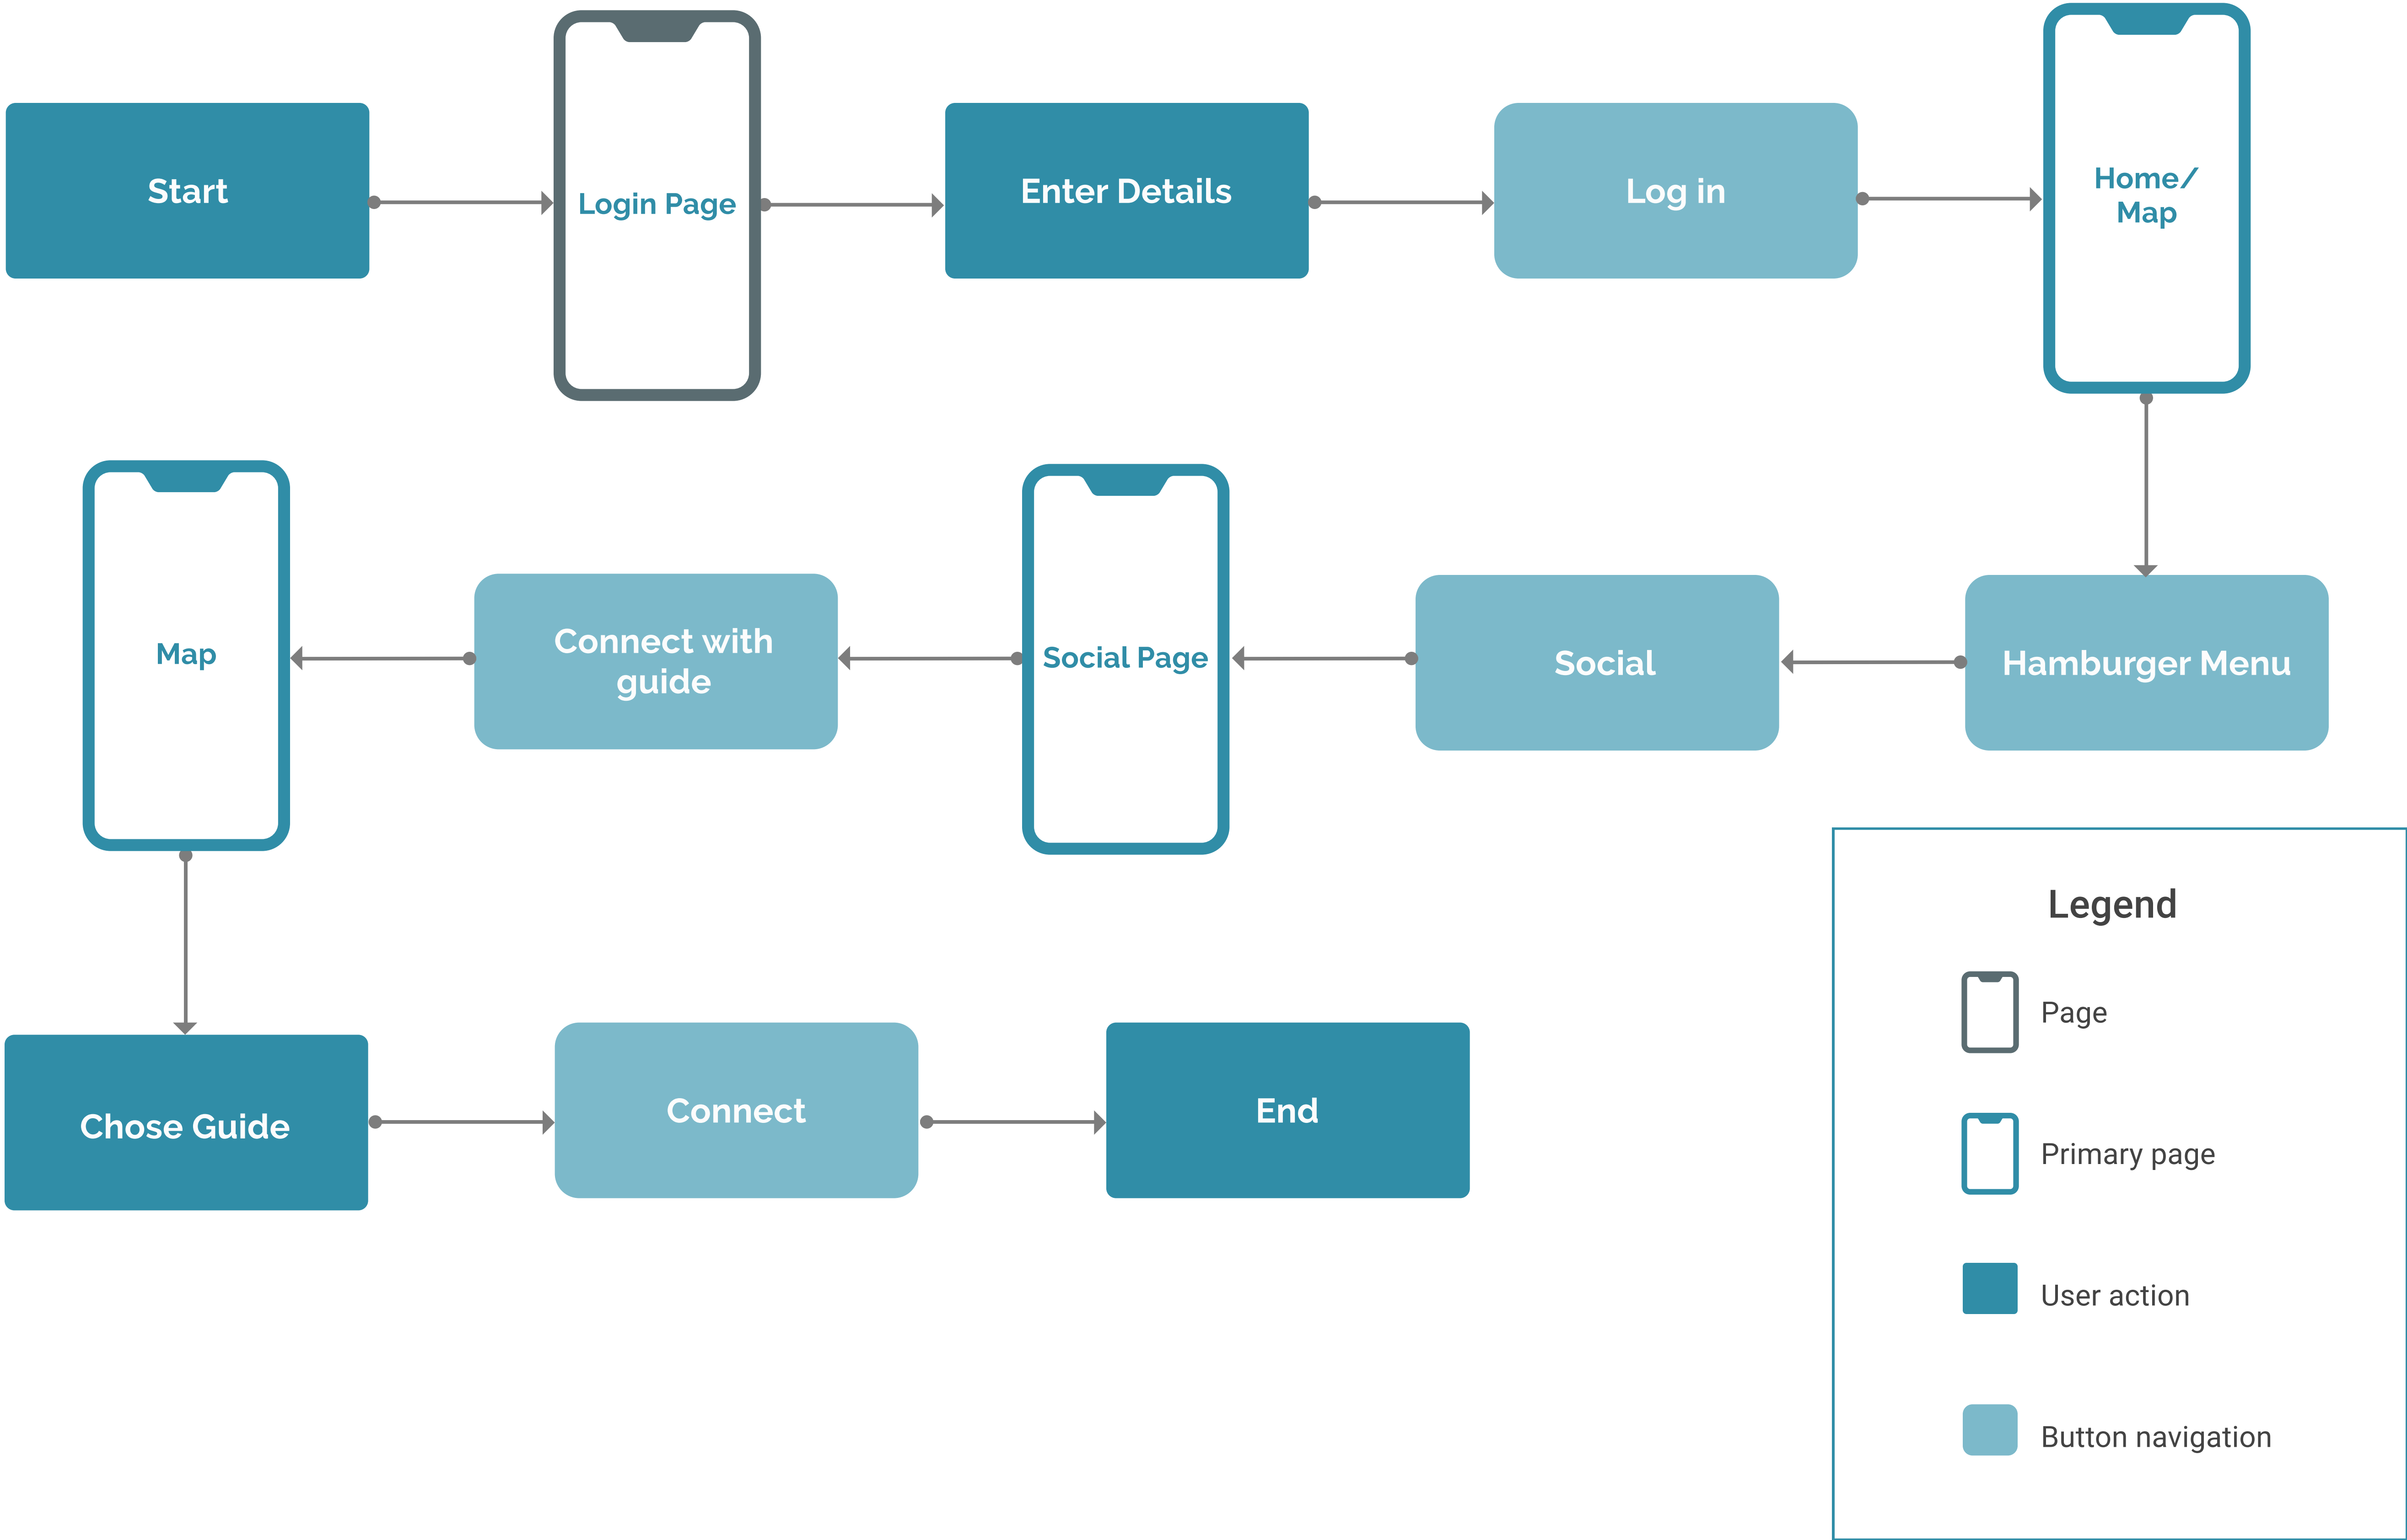 Start
Login Page
Enter Details
Log in
Home/
Map
Map
Connect with
guide
Social Page
Social
Hamburger Menu
Chose Guide
Connect
End
Legend
Page
Primary page
User action
Button navigation